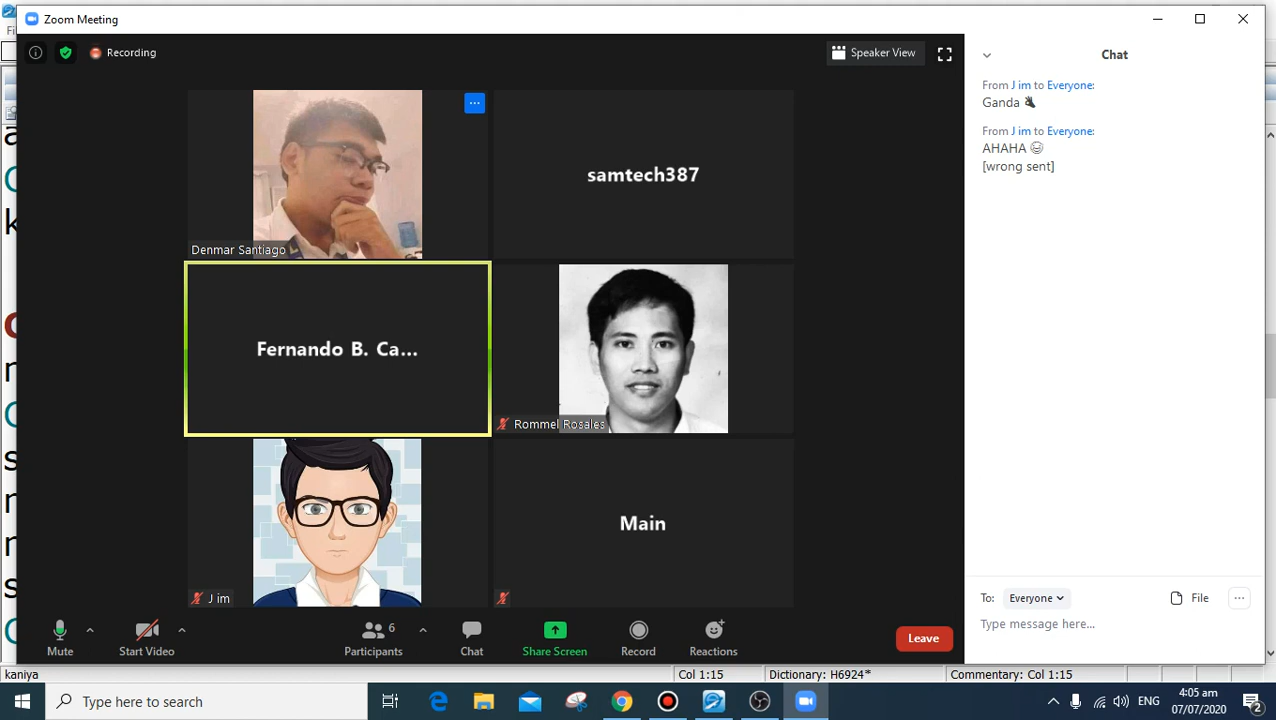 Zoom Meeting
Recording
Speaker View
Chat
From J im to Everyone:
Ganda
From J im to Everyone:
AHAHA
[wrong sent]
Denmar Santiago
samtech387
Fernando B. Ca...
Rommel Rosales
J im
Main
To: Everyone
File
Type message here...
Mute
Start Video
6
Participants
Chat
Share Screen
Record
Reactions
Leave
kaniya
Col 1:15
Dictionary: H6924*
Commentary: Col 1:15
Type here to search
ENG
4:05 am
07/07/2020
2